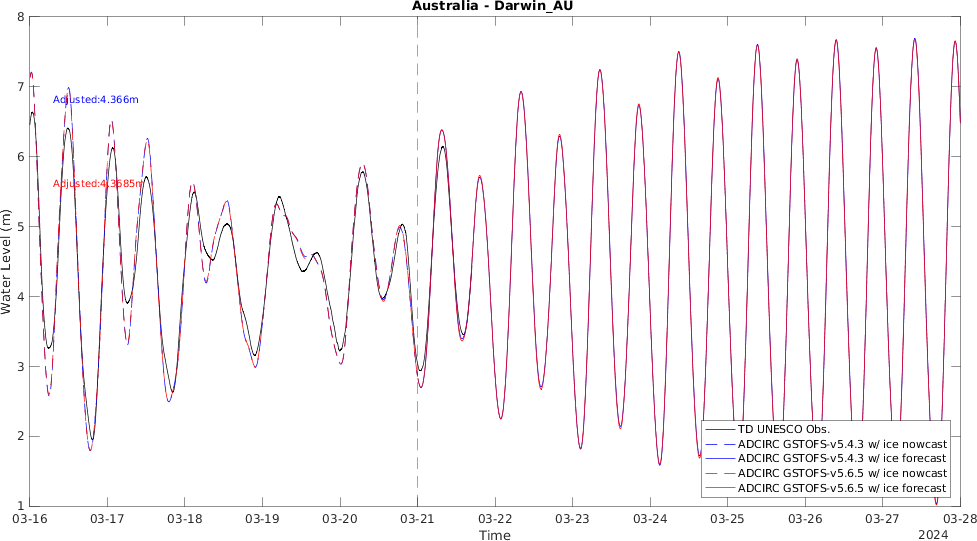 Australia - Darwin_AU
8
7
6
5
4
3
2
1
Water Level (m)
Adjusted:4.366m
Adjusted:4.3685m
TD UNESCO Obs.
ADCIRC GSTOFS-v5.4.3 w/ ice nowcast
ADCIRC GSTOFS-v5.4.3 w/ ice forecast
ADCIRC GSTOFS-v5.6.5 w/ ice nowcast
ADCIRC GSTOFS-v5.6.5 w/ ice forecast
03-16 03-17 03-18 03-19 03-20 03-21 03-22 03-23 03-24 03-25 03-26 03-27 03-28
Time
2024